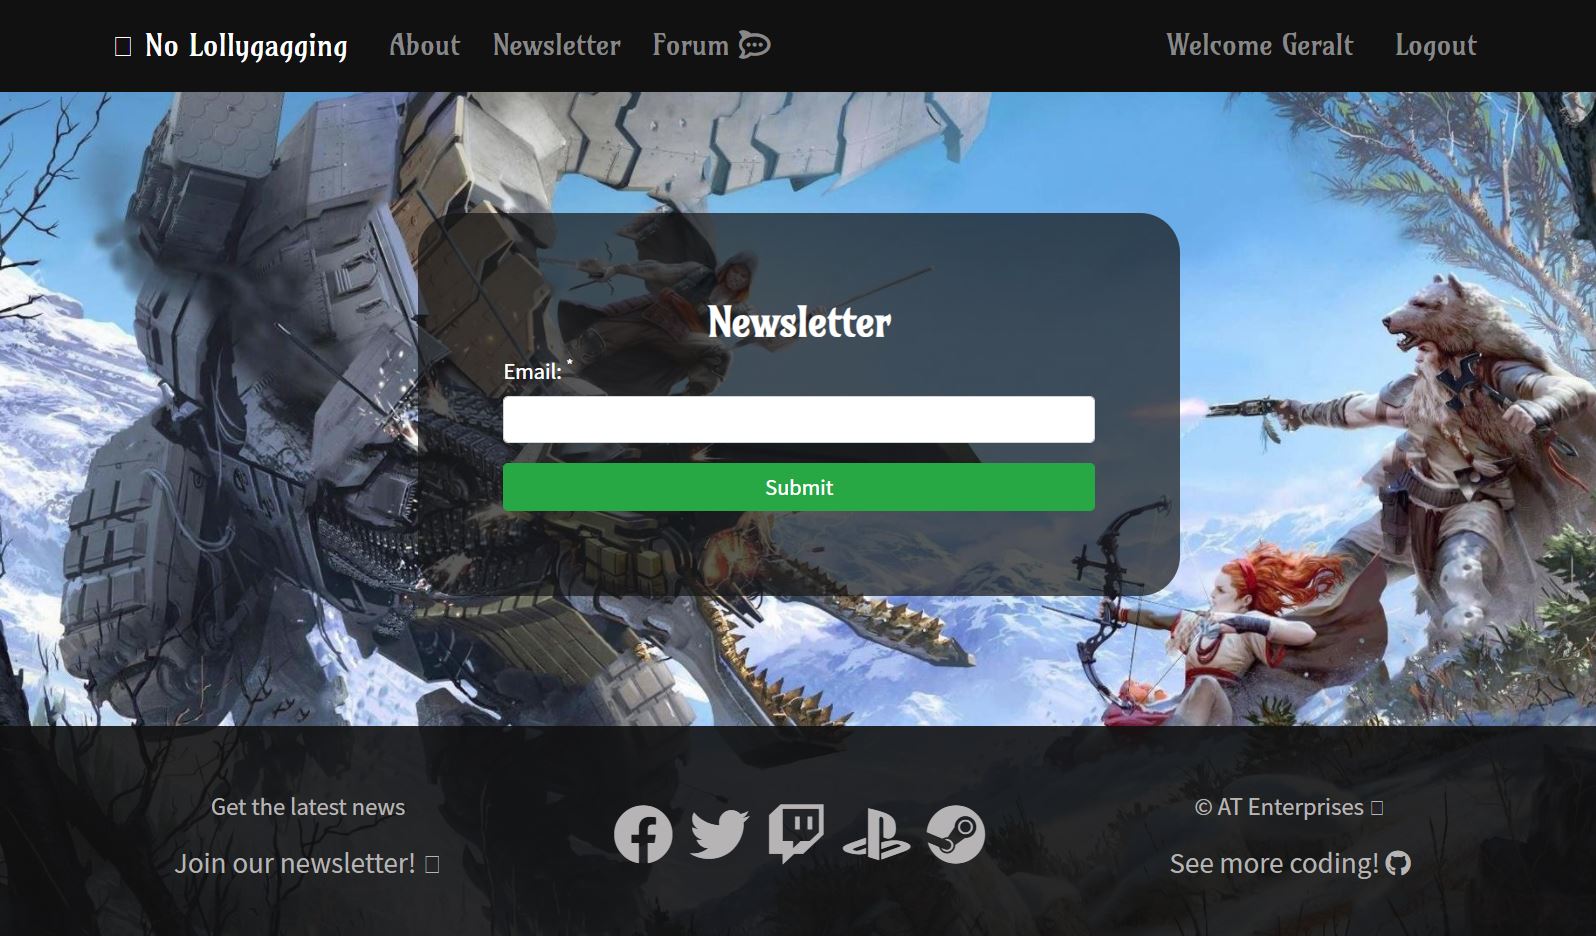 No Lollygagging About Newsletter Forum Welcome Geralt Logout
Newsletter
Email: *
Submit
Get the latest news
Join our newsletter!
© AT Enterprises
See more coding!